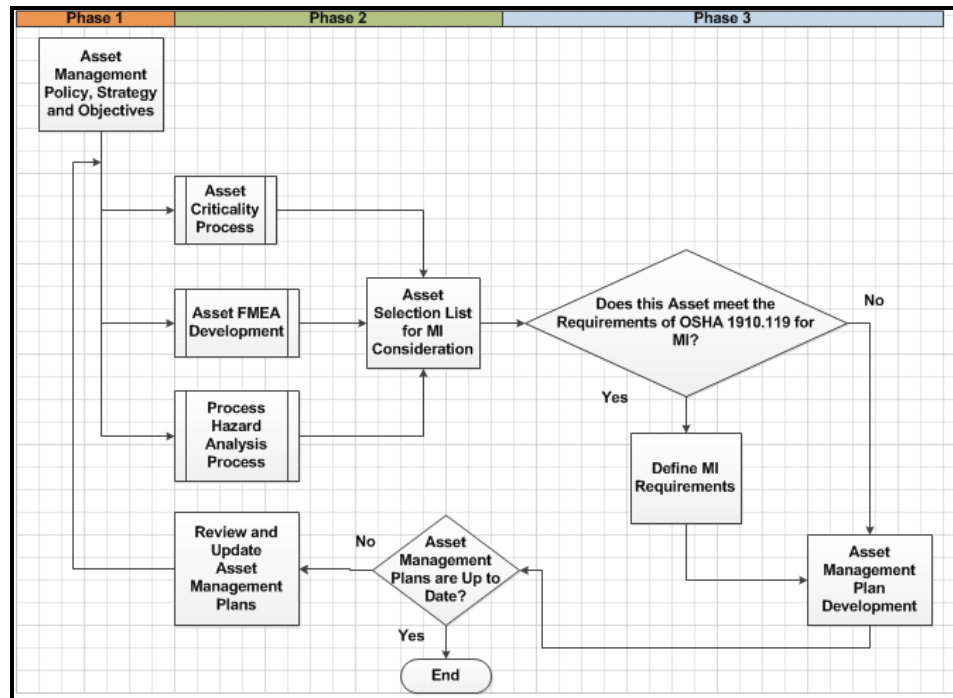 Phase 1
Phase 2
Phase 3
Asset
Management
Policy, Strategy
and Objectives
Asset
Criticality
Process
Asset FMEA
Development
Process
Hazard
Analysis
Process
Asset
Selection List
for MI
Consideration
Does this Asset meet the
Requirements of OSHA 1910.119 for
MI?
No
Yes
Define MI
Requirements
Asset
Management
Plan
Development
Asset
Management
Plans are Up to
Date?
No
Review and
Update
Asset
Management
Plans
Yes
End